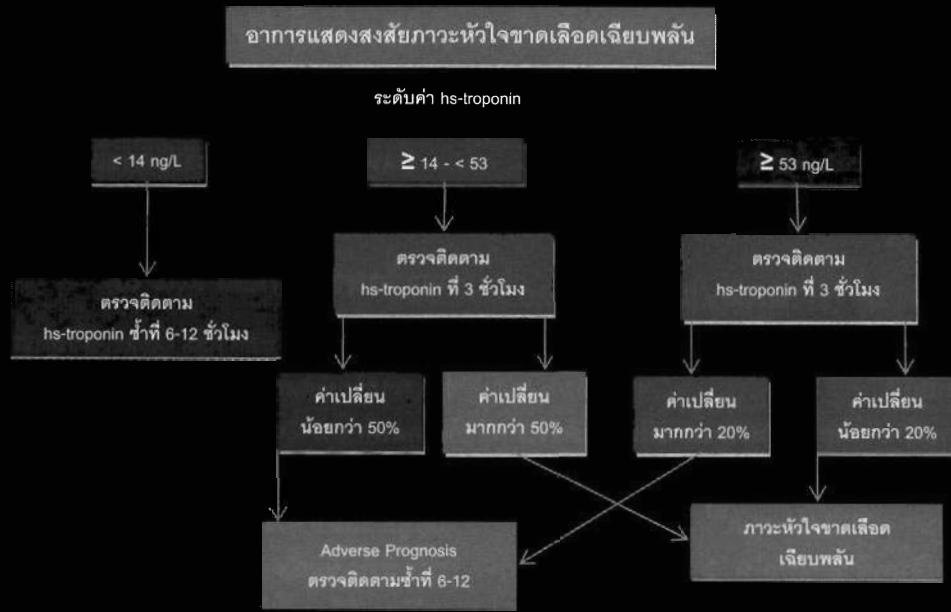 อาการแสดงสงสัยภาวะหัวใจขาดเลือดเฉียบพลัน
ระดับค่า hs-troponin
< 14 ng/L
≥ 14 - < 53
≥ 53 ng/L
ตรวจติดตาม
hs-troponin ซ้ำที่ 6-12 ชั่วโมง
ตรวจติดตาม
hs-troponin ที่ 3 ชั่วโมง
ตรวจติดตาม
hs-troponin ที่ 3 ชั่วโมง
ค่าเปลี่ยน
น้อยกว่า 50%
ค่าเปลี่ยน
มากกว่า 50%
ค่าเปลี่ยน
มากกว่า 20%
ค่าเปลี่ยน
น้อยกว่า 20%
Adverse Prognosis
ตรวจติดตามซ้ำที่ 6-12
ภาวะหัวใจขาดเลือด
เฉียบพลัน